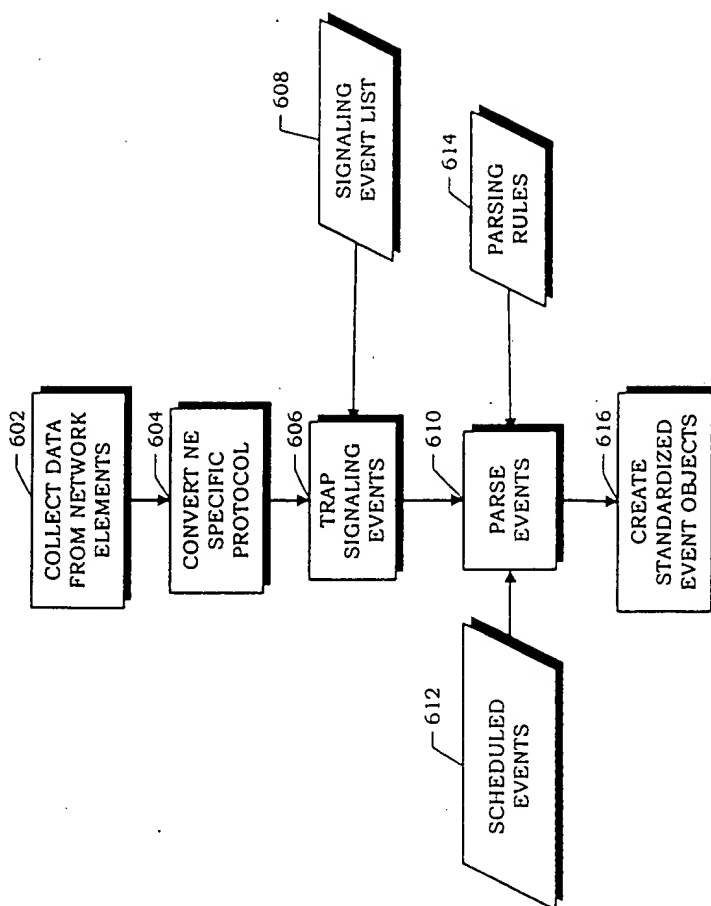 602
COLLECT DATA
FROM NETWORK
ELEMENTS
604
CONVERT NE
SPECIFIC
PROTOCOL
606
TRAP
SIGNALING
EVENTS
608
SIGNALING
EVENT LIST
610
PARSE
EVENTS
612
SCHEDULED
EVENTS
614
PARSING
RULES
616
CREATE
STANDARDIZED
EVENT OBJECTS